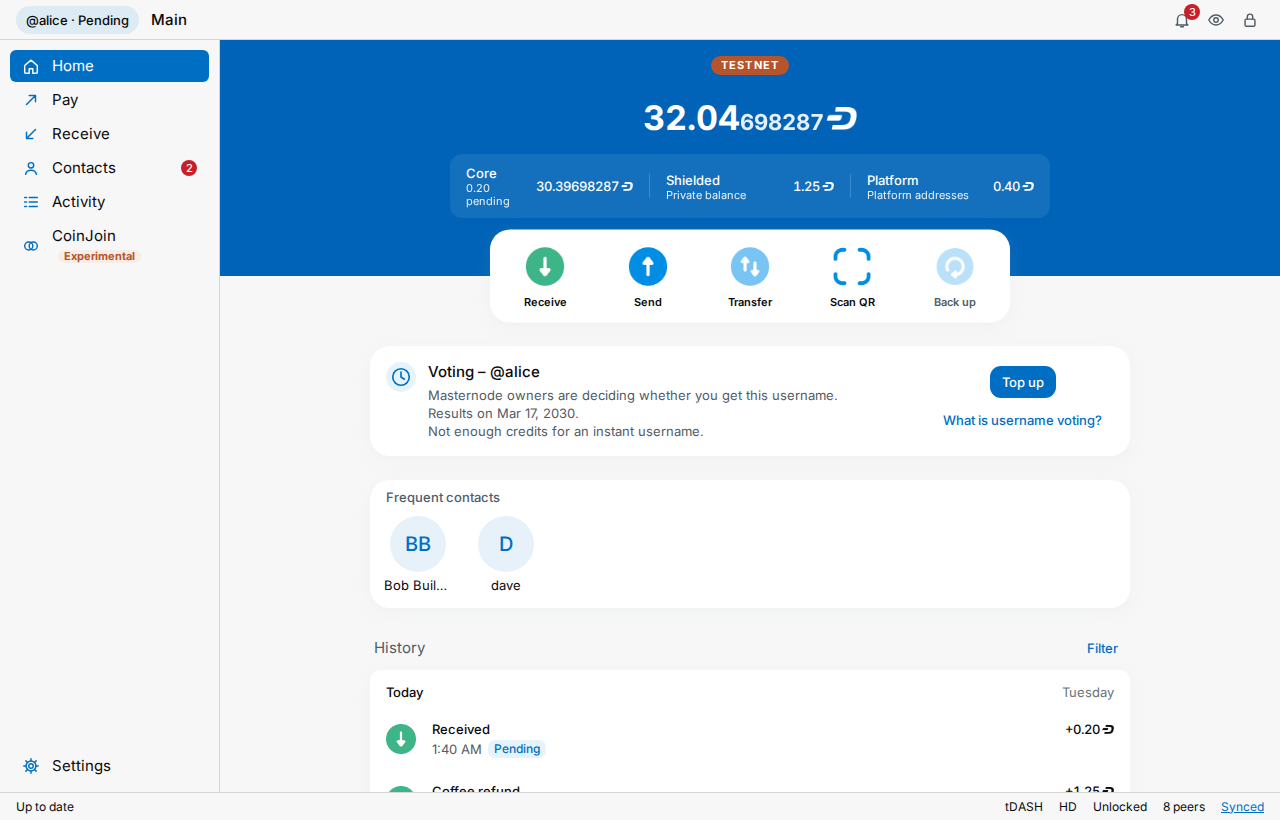 @alice · Pending
Main
3
Home
Pay
Receive
Contacts
2
Activity
CoinJoin
Experimental
Settings
TESTNET
32.04698287
Core
0.20
pending
30.39698287
Shielded
Private balance
1.25
Platform
Platform addresses
0.40
Receive
Send
Transfer
Scan QR
Back up
Voting – @alice
Masternode owners are deciding whether you get this username.
Results on Mar 17, 2030.
Not enough credits for an instant username.
Top up
What is username voting?
Frequent contacts
BB
D
Bob Buil...
dave
History
Filter
Today
Tuesday
Received
+0.20
1:40 AM
Pending
Coffee refund
+1.25
Up to date
tDASH
HD
Unlocked
8 peers
Synced